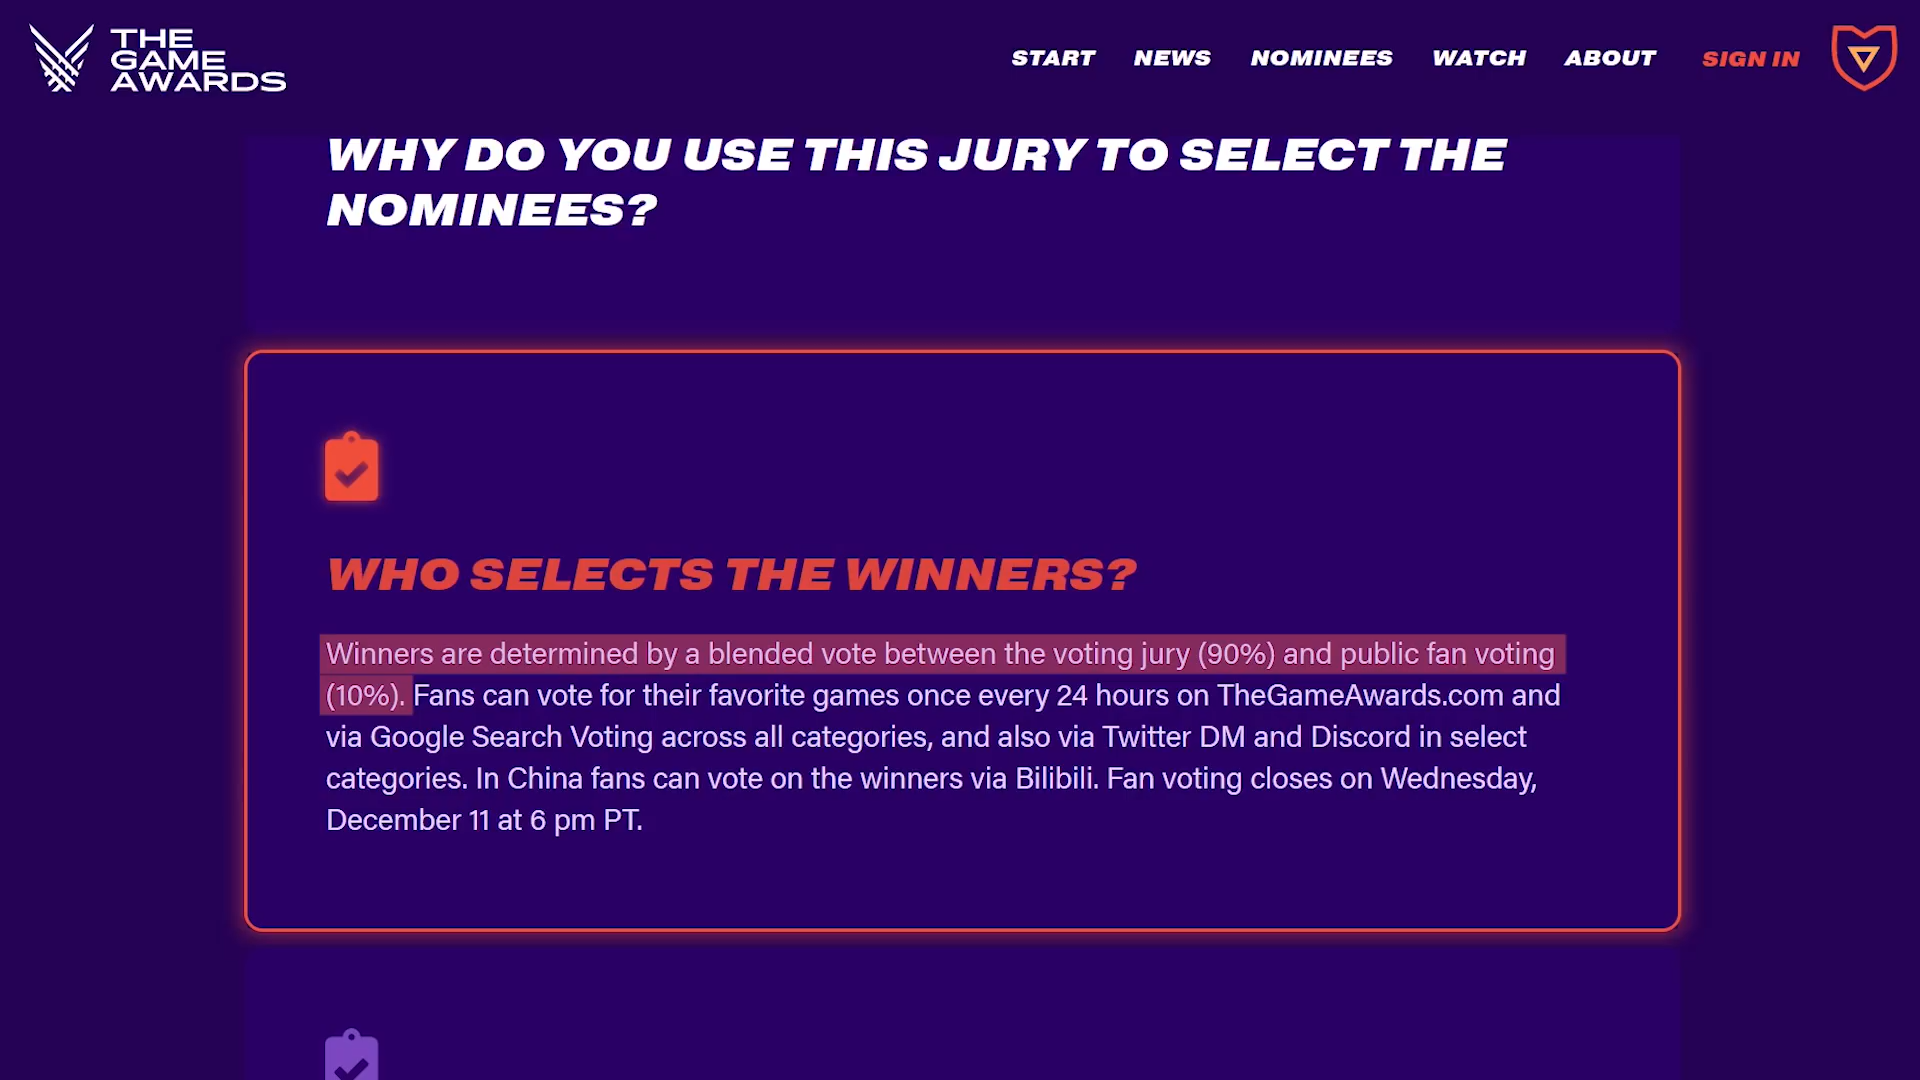 THE
GAME
AWARDS
START NEWS NOMINEES WATCH ABOUT SIGN IN
WHY DO YOU USE THIS JURY TO SELECT THE
NOMINEES?
WHO SELECTS THE WINNERS?
Winners are determined by a blended vote between the voting jury (90%) and public fan voting
(10%). Fans can vote for their favorite games once every 24 hours on TheGameAwards.com and
via Google Search Voting across all categories, and also via Twitter DM and Discord in select
categories. In China fans can vote on the winners via Bilibili. Fan voting closes on Wednesday,
December 11 at 6 pm PT.